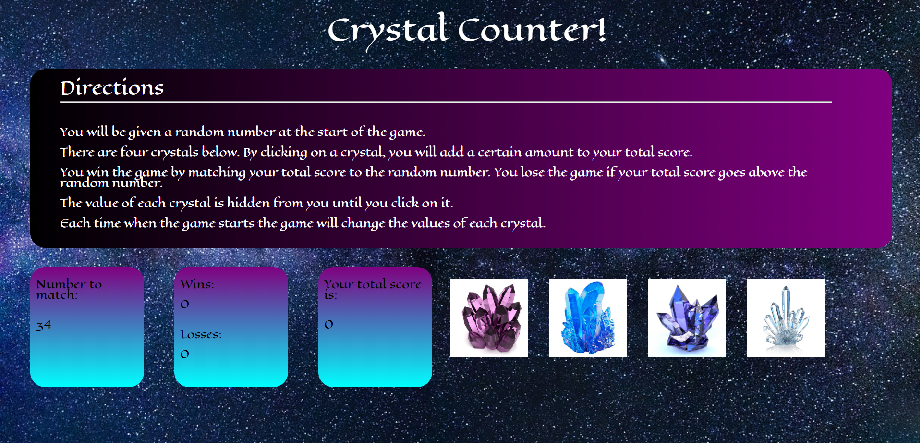 Crystal Counter!
Directions
You will be given a random number at the start of the game.
There are four crystals below. By clicking on a crystal, you will add a certain amount to your total score.
You win the game by matching your total score to the random number. You lose the game if your total score goes above the
random number.
The value of each crystal is hidden from you until you click on it.
Each time when the game starts the game will change the values of each crystal.
Number to
match:
34
Wins:
0
Losses:
0
Your total score
is:
0